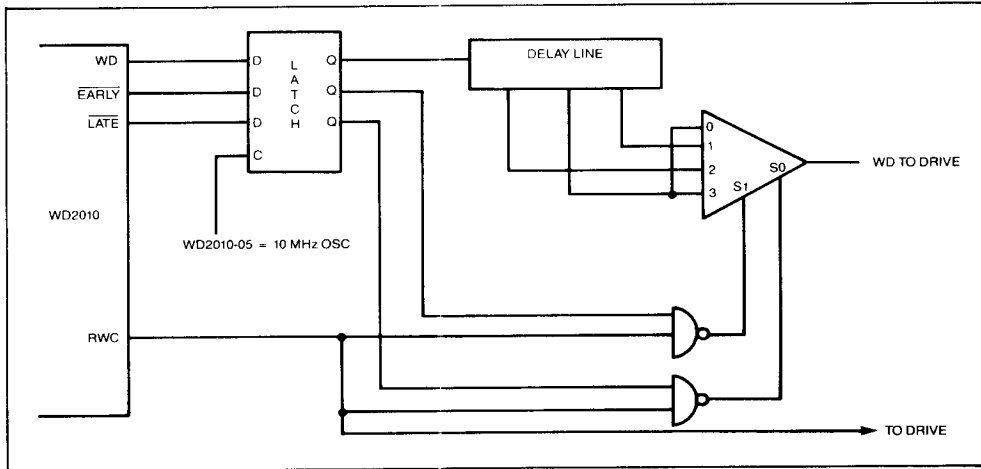 WD
EARLY
LATE
WD2010
RWC
D
D
D
C
LATCH
Q
Q
Q
WD2010-05 = 10 MHz OSC
DELAY LINE
0
1
2
3
S1
S0
WD TO DRIVE
TO DRIVE